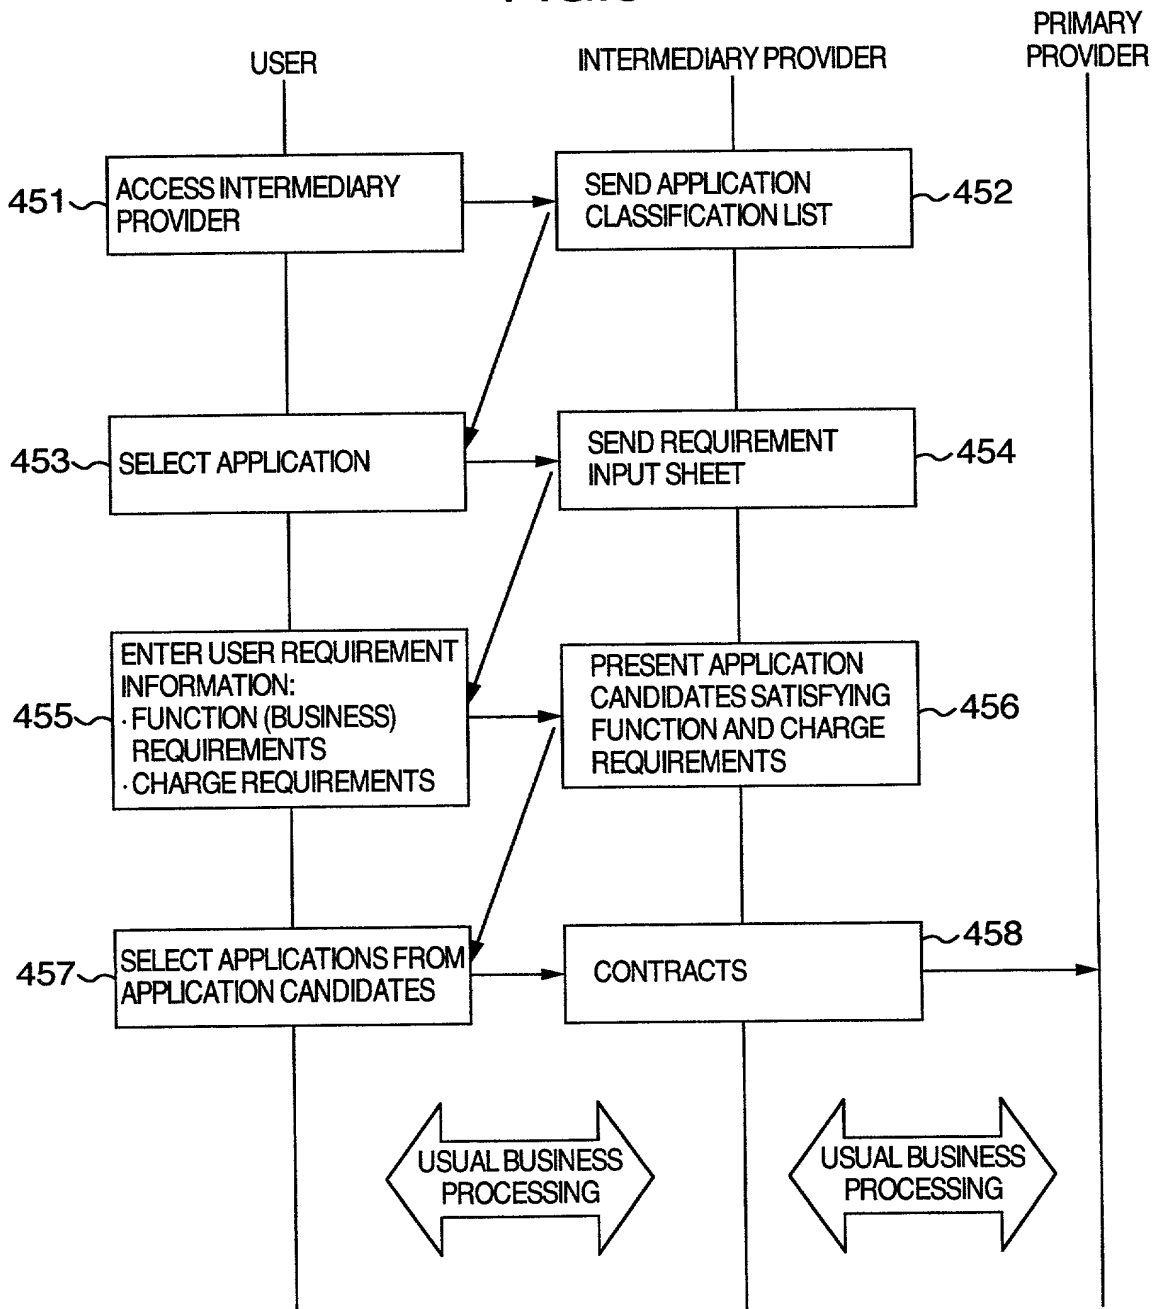 PRIMARY
PROVIDER
USER
INTERMEDIARY PROVIDER
451
ACCESS INTERMEDIARY
PROVIDER
SEND APPLICATION
CLASSIFICATION LIST
452
453
SELECT APPLICATION
SEND REQUIREMENT
INPUT SHEET
454
455
ENTER USER REQUIREMENT
INFORMATION:
· FUNCTION (BUSINESS)
REQUIREMENTS
· CHARGE REQUIREMENTS
PRESENT APPLICATION
CANDIDATES SATISFYING
FUNCTION AND CHARGE
REQUIREMENTS
456
457
SELECT APPLICATIONS FROM
APPLICATION CANDIDATES
CONTRACTS
458
USUAL BUSINESS
PROCESSING
USUAL BUSINESS
PROCESSING